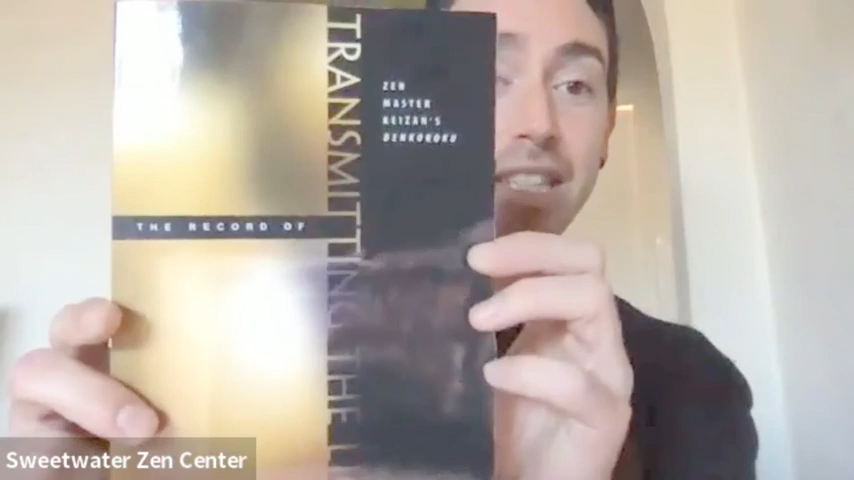 ZEN
MASTER
KEIZAN'S
DENKOROKU
THE RECORD OF
TRANSMITTING THE L
Sweetwater Zen Center